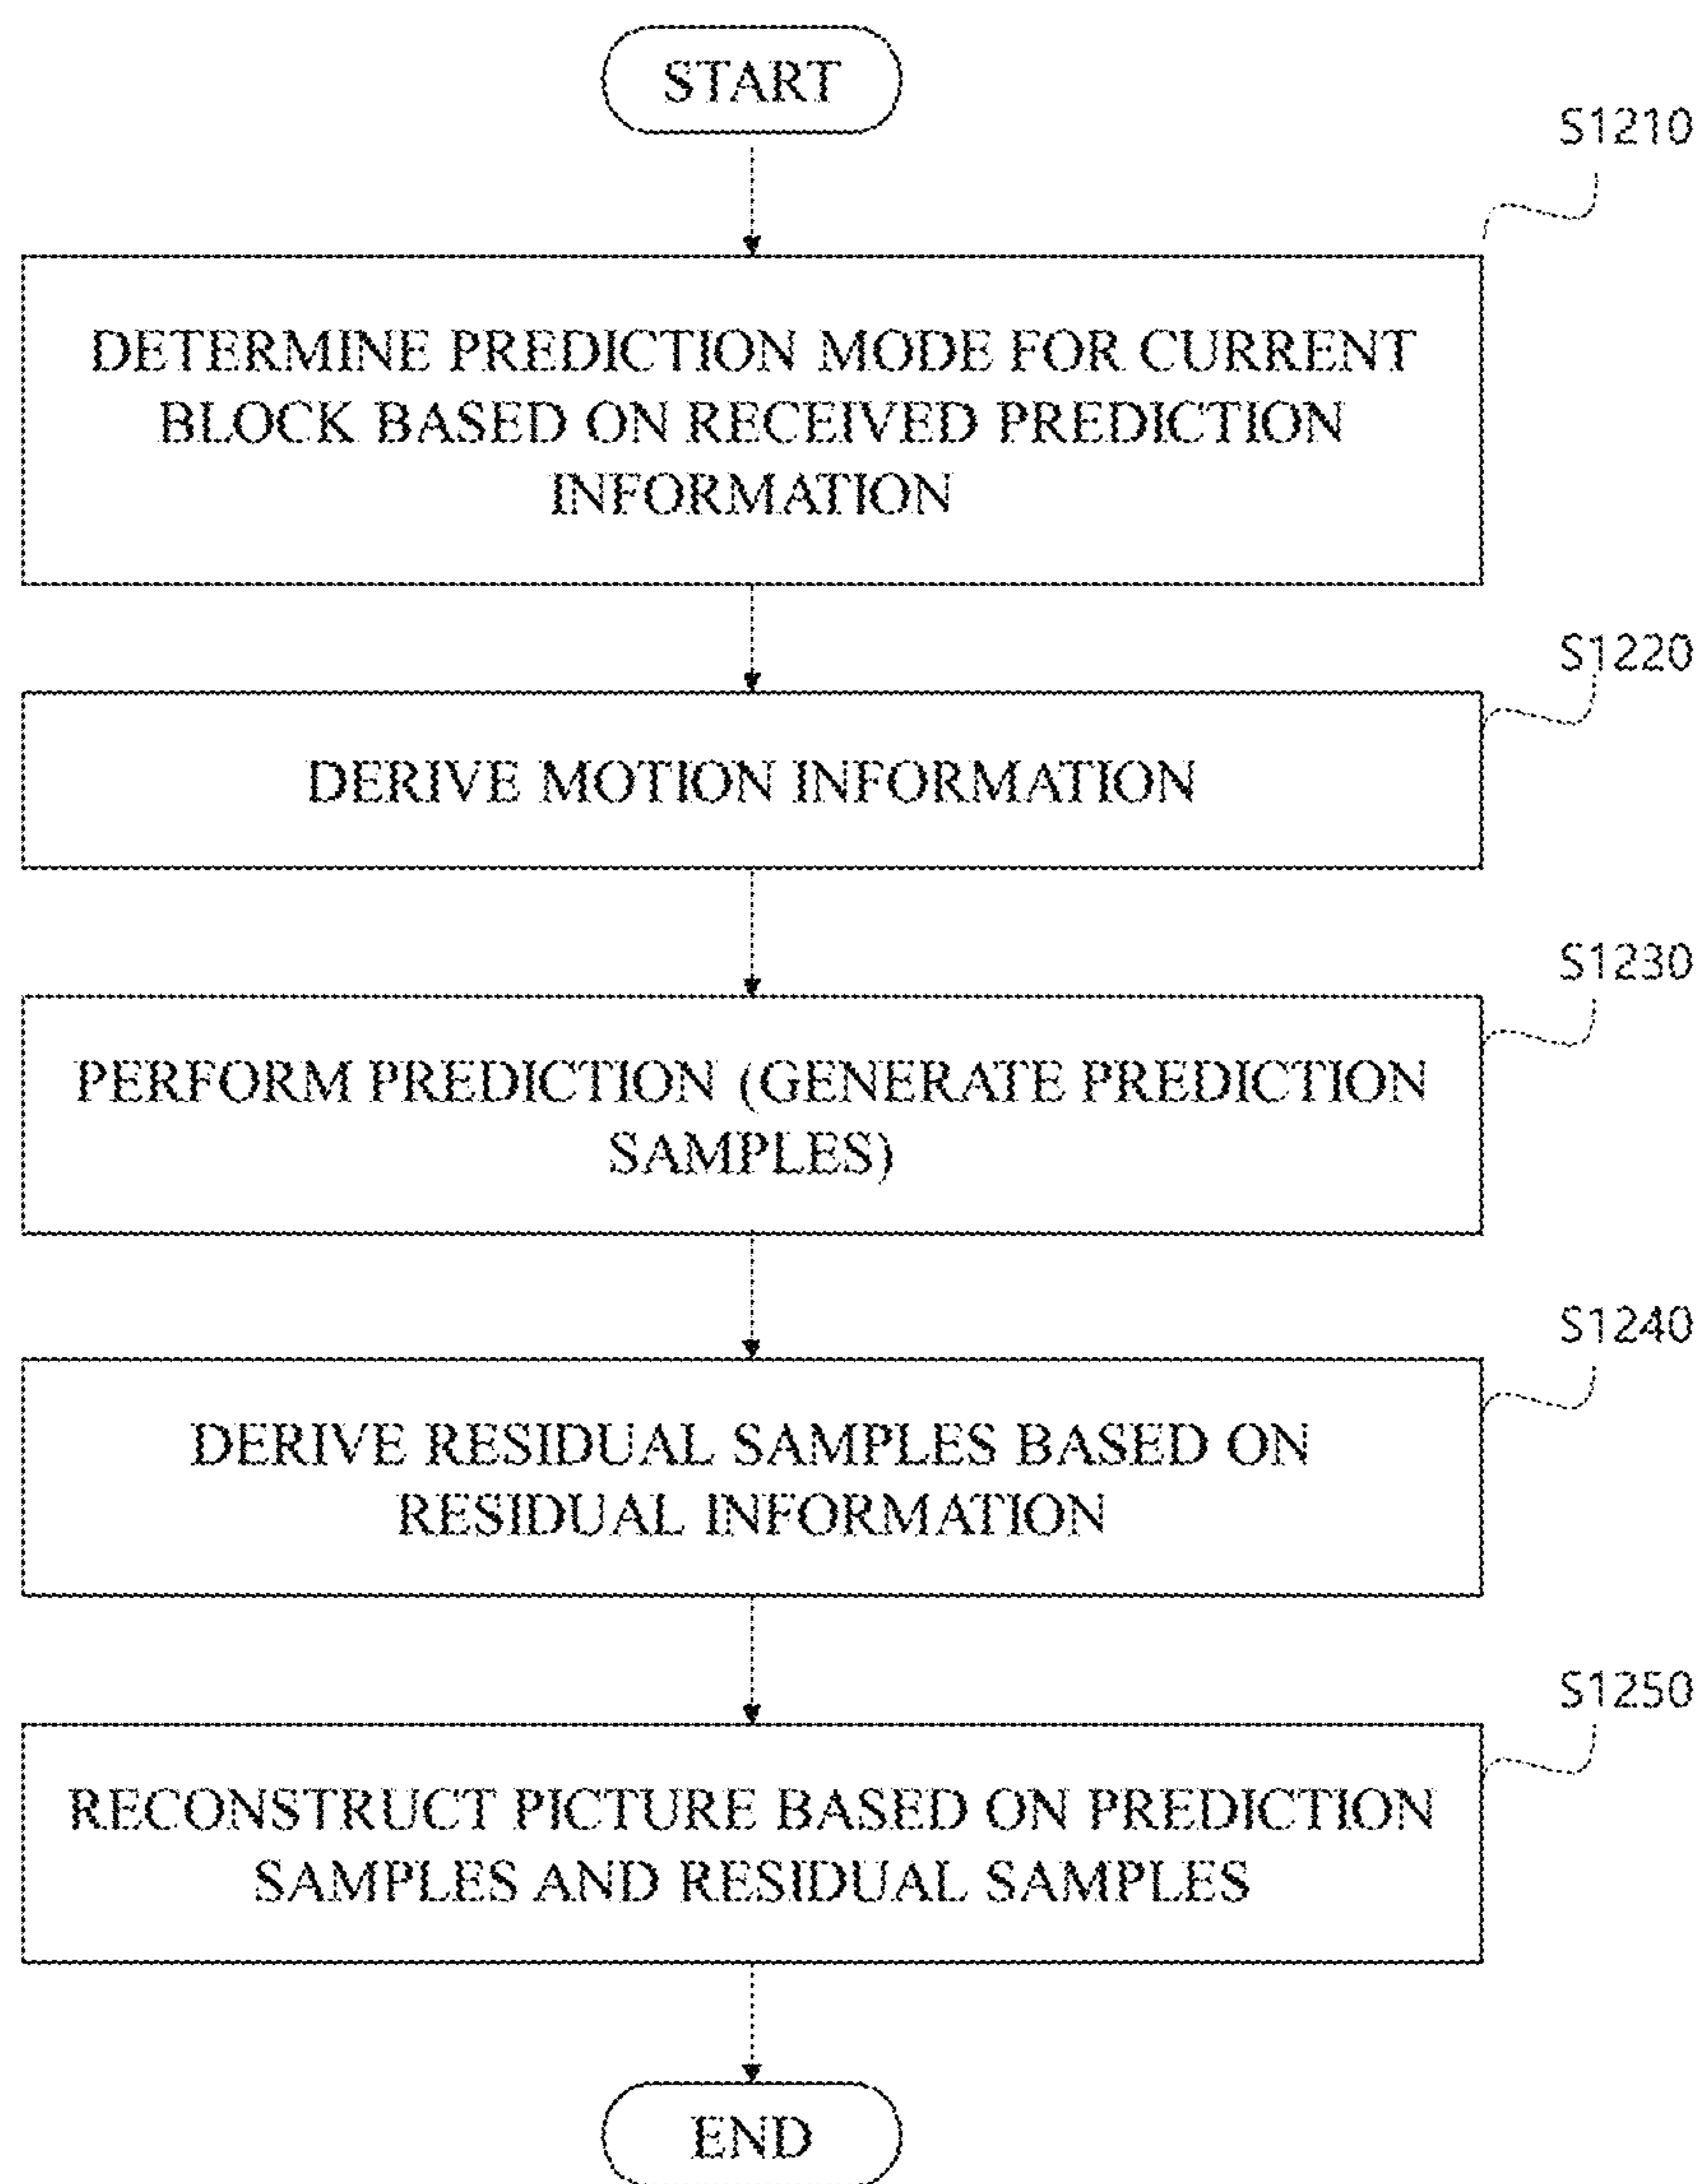 START
S1210
DETERMINE PREDICTION MODE FOR CURRENT
BLOCK BASED ON RECEIVED PREDICTION
INFORMATION
S1220
DERIVE MOTION INFORMATION
S1230
PERFORM PREDICTION (GENERATE PREDICTION
SAMPLES)
S1240
DERIVE RESIDUAL SAMPLES BASED ON
RESIDUAL INFORMATION
S1250
RECONSTRUCT PICTURE BASED ON PREDICTION
SAMPLES AND RESIDUAL SAMPLES
END